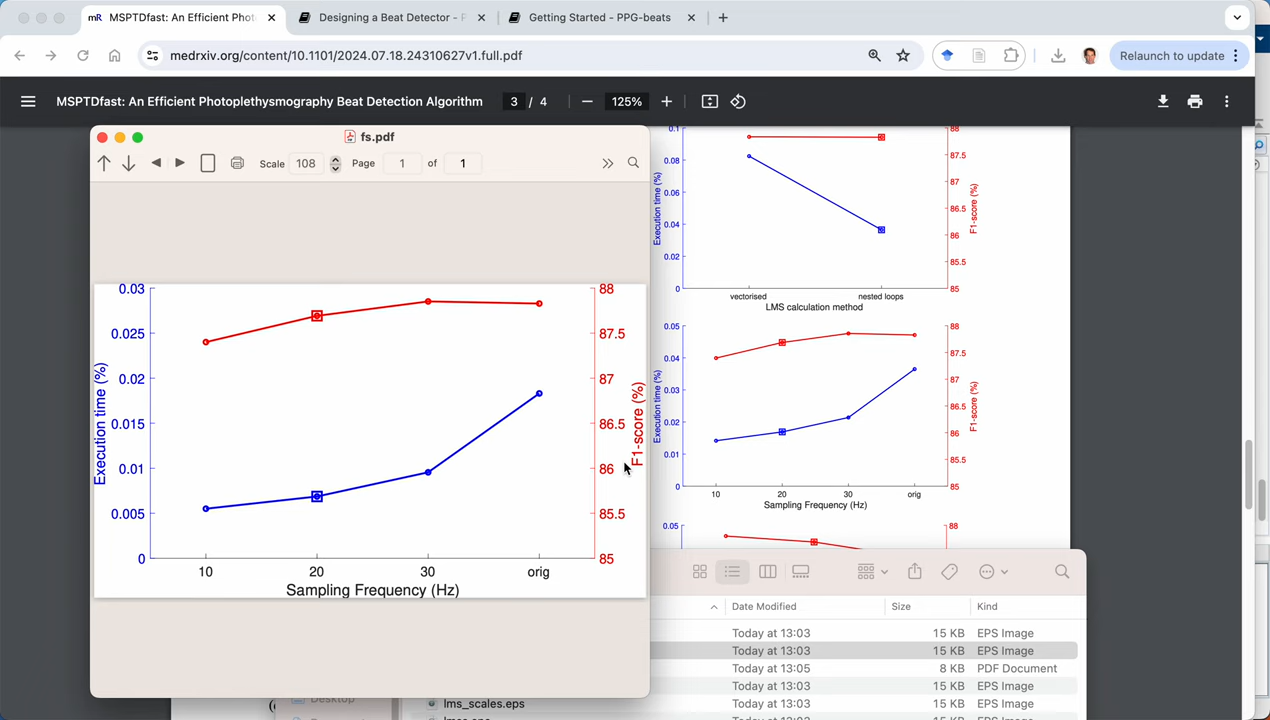 MSPTDfast: An Efficient Phot
Designing a Beat Detector - P
Getting Started - PPG-beats
medrxiv.org/content/10.1101/2024.07.18.24310627v1.full.pdf
Relaunch to update
MSPTDfast: An Efficient Photoplethysmography Beat Detection Algorithm
3 / 4
125%
fs.pdf
Scale 108 Page 1 of 1
0.03
0.025
0.02
0.015
0.01
0.005
0
Execution time (%)
88
87.5
87
86.5
86
85.5
85
F1-score (%)
10 20 30 orig
Sampling Frequency (Hz)
0.1
0.08
0.06
0.04
0.02
0
Execution time (%)
88
87.5
87
86.5
86
85.5
85
F1-score (%)
vectorised nested loops
LMS calculation method
0.05
0.04
0.03
0.02
0.01
0
Execution time (%)
88
87.5
87
86.5
86
85.5
85
F1-score (%)
10 20 30 orig
Sampling Frequency (Hz)
0.05 88
Date Modified Size Kind
Today at 13:03 15 KB EPS Image
Today at 13:03 15 KB EPS Image
Today at 13:05 8 KB PDF Document
Today at 13:03 15 KB EPS Image
Desktop
lms_scales.eps Today at 13:03 15 KB EPS Image